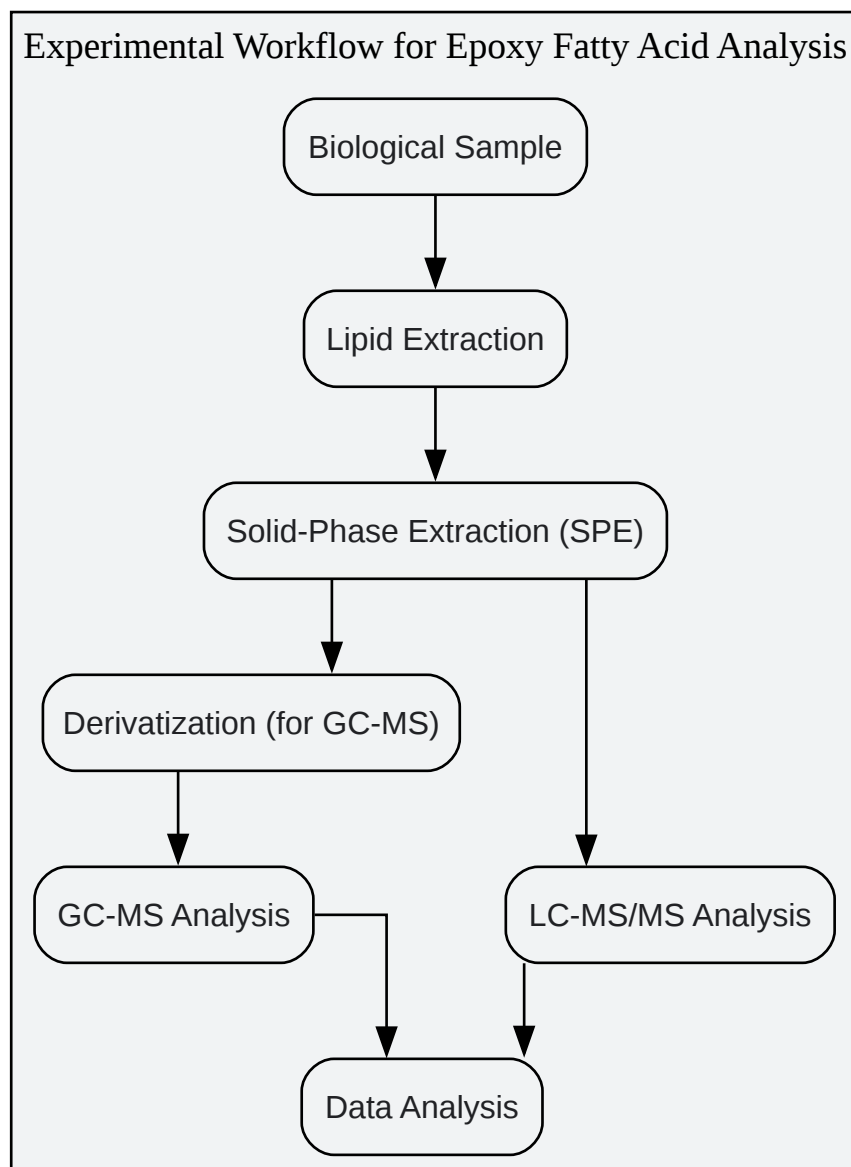 Experimental Workflow for Epoxy Fatty Acid Analysis
Biological Sample
Lipid Extraction
Solid-Phase Extraction (SPE)
Derivatization (for GC-MS)
GC-MS Analysis
LC-MS/MS Analysis
Data Analysis